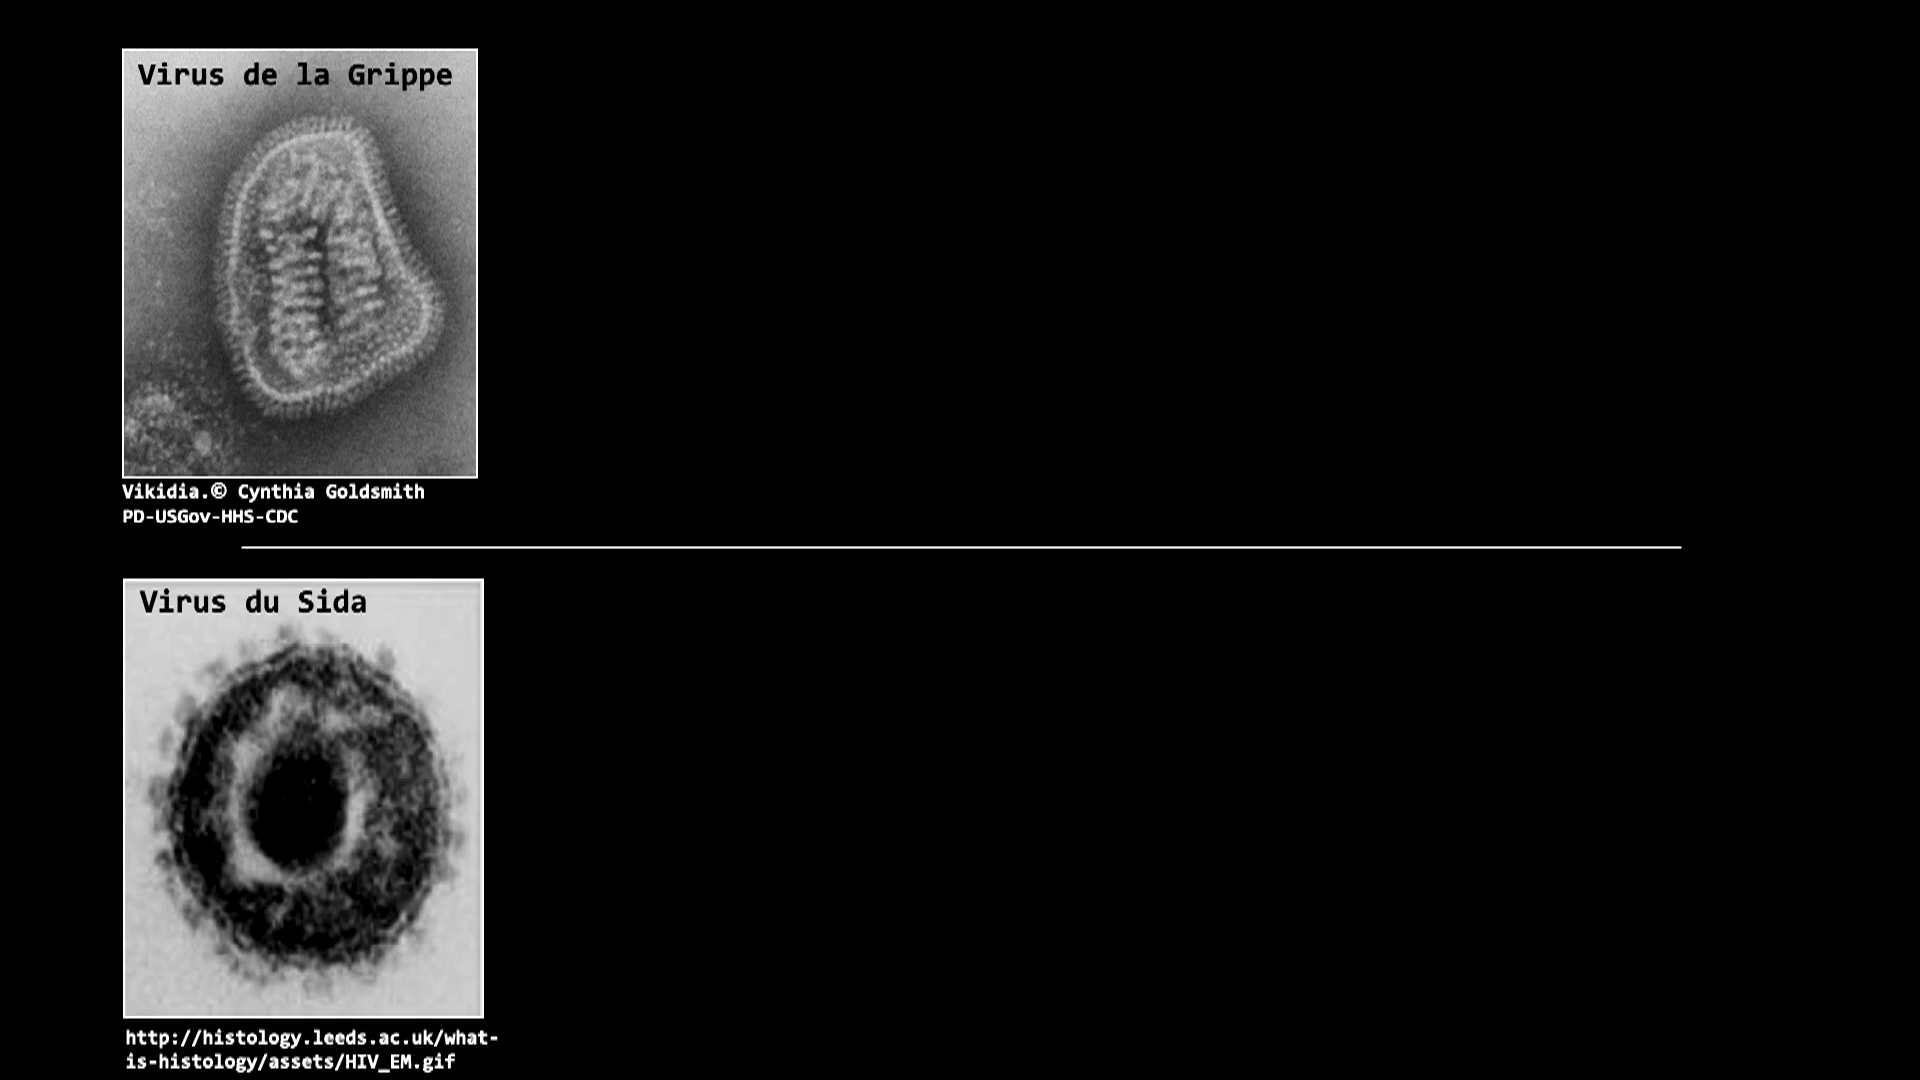 Virus de la Grippe
Vikidia.© Cynthia Goldsmith
PD-USGov-HHS-CDC
Virus du Sida
http://histology.leeds.ac.uk/what-
is-histology/assets/HIV_EM.gif